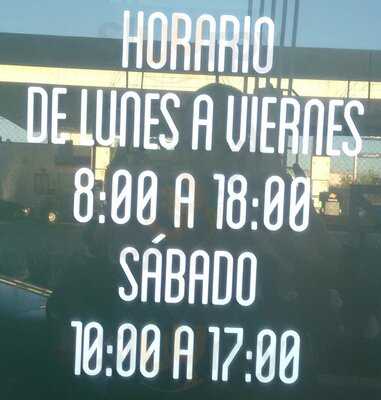 HORARIO
DE LUNES A VIERNES
8:00 A 18:00
SÁBADO
10:00 A 17:00